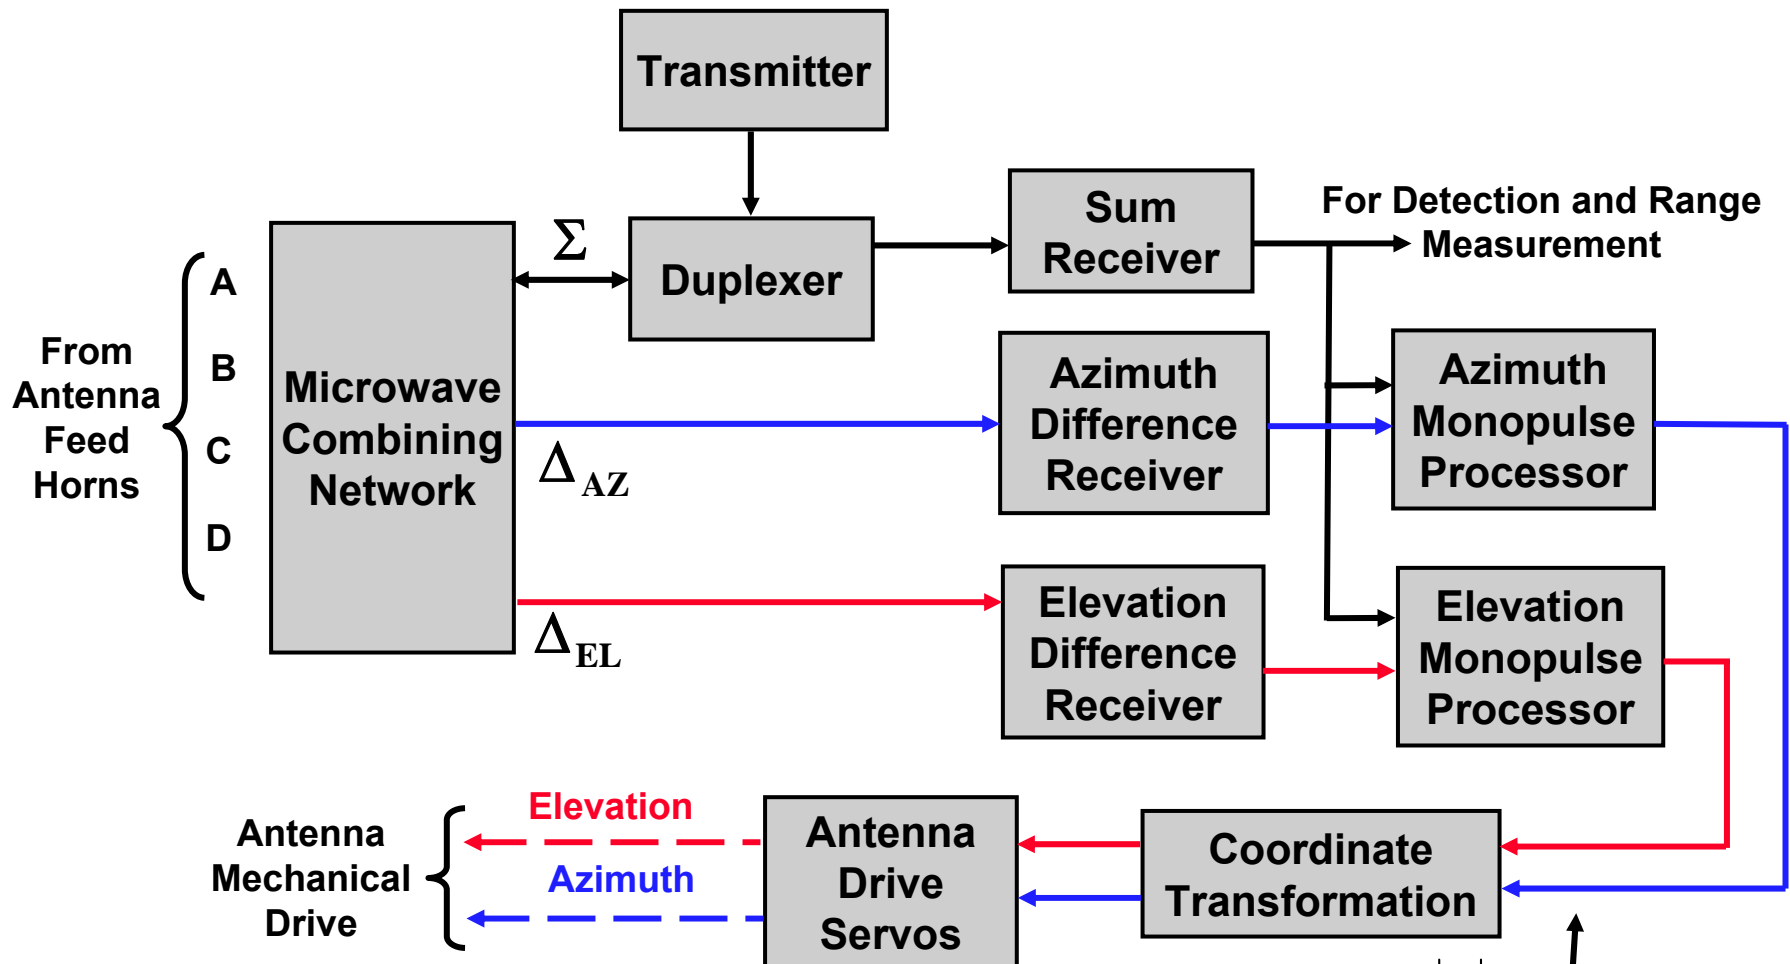 Transmitter
Sum
Receiver
For Detection and Range
Measurement
Σ
Duplexer
A
B
C
D
From
Antenna
Feed
Horns
Microwave
Combining
Network
Δ AZ
Azimuth
Difference
Receiver
Azimuth
Monopulse
Processor
Δ EL
Elevation
Difference
Receiver
Elevation
Monopulse
Processor
Antenna
Mechanical
Drive
Elevation
Azimuth
Antenna
Drive
Servos
Coordinate
Transformation